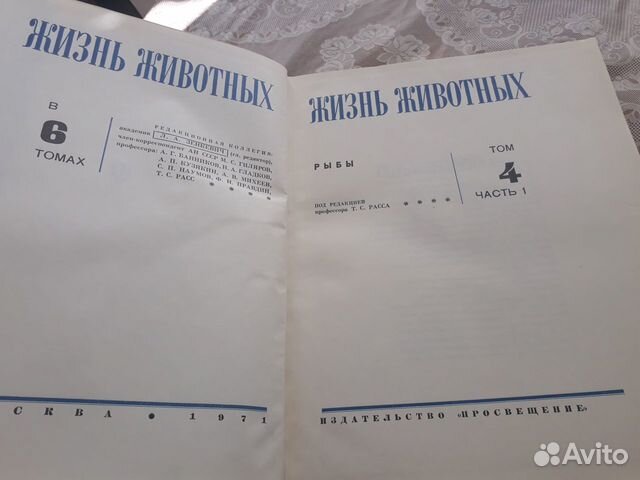 ЖИЗНЬ ЖИВОТНЫХ
В
6
ТОМАХ
РЕДАКЦИОННАЯ КОЛЛЕГИЯ:
академик Л. А. ЗЕНКЕВИЧ (гл. редактор),
член-корреспондент АН СССР М. С. ГИЛЯРОВ,
профессора: А. Г. БАННИКОВ, Н. А. ГЛАДКОВ,
А. П. КУЗЯКИН, А. В. МИХЕЕВ,
С. П. НАУМОВ, Ф. Н. ПРАВДИН,
Т. С. РАСС
СКВА • 1971
ЖИЗНЬ ЖИВОТНЫХ
РЫБЫ
ТОМ
4
ЧАСТЬ 1
ПОД РЕДАКЦИЕЙ
профессора Т. С. РАССА
ИЗДАТЕЛЬСТВО «ПРОСВЕЩЕНИЕ»
Avito